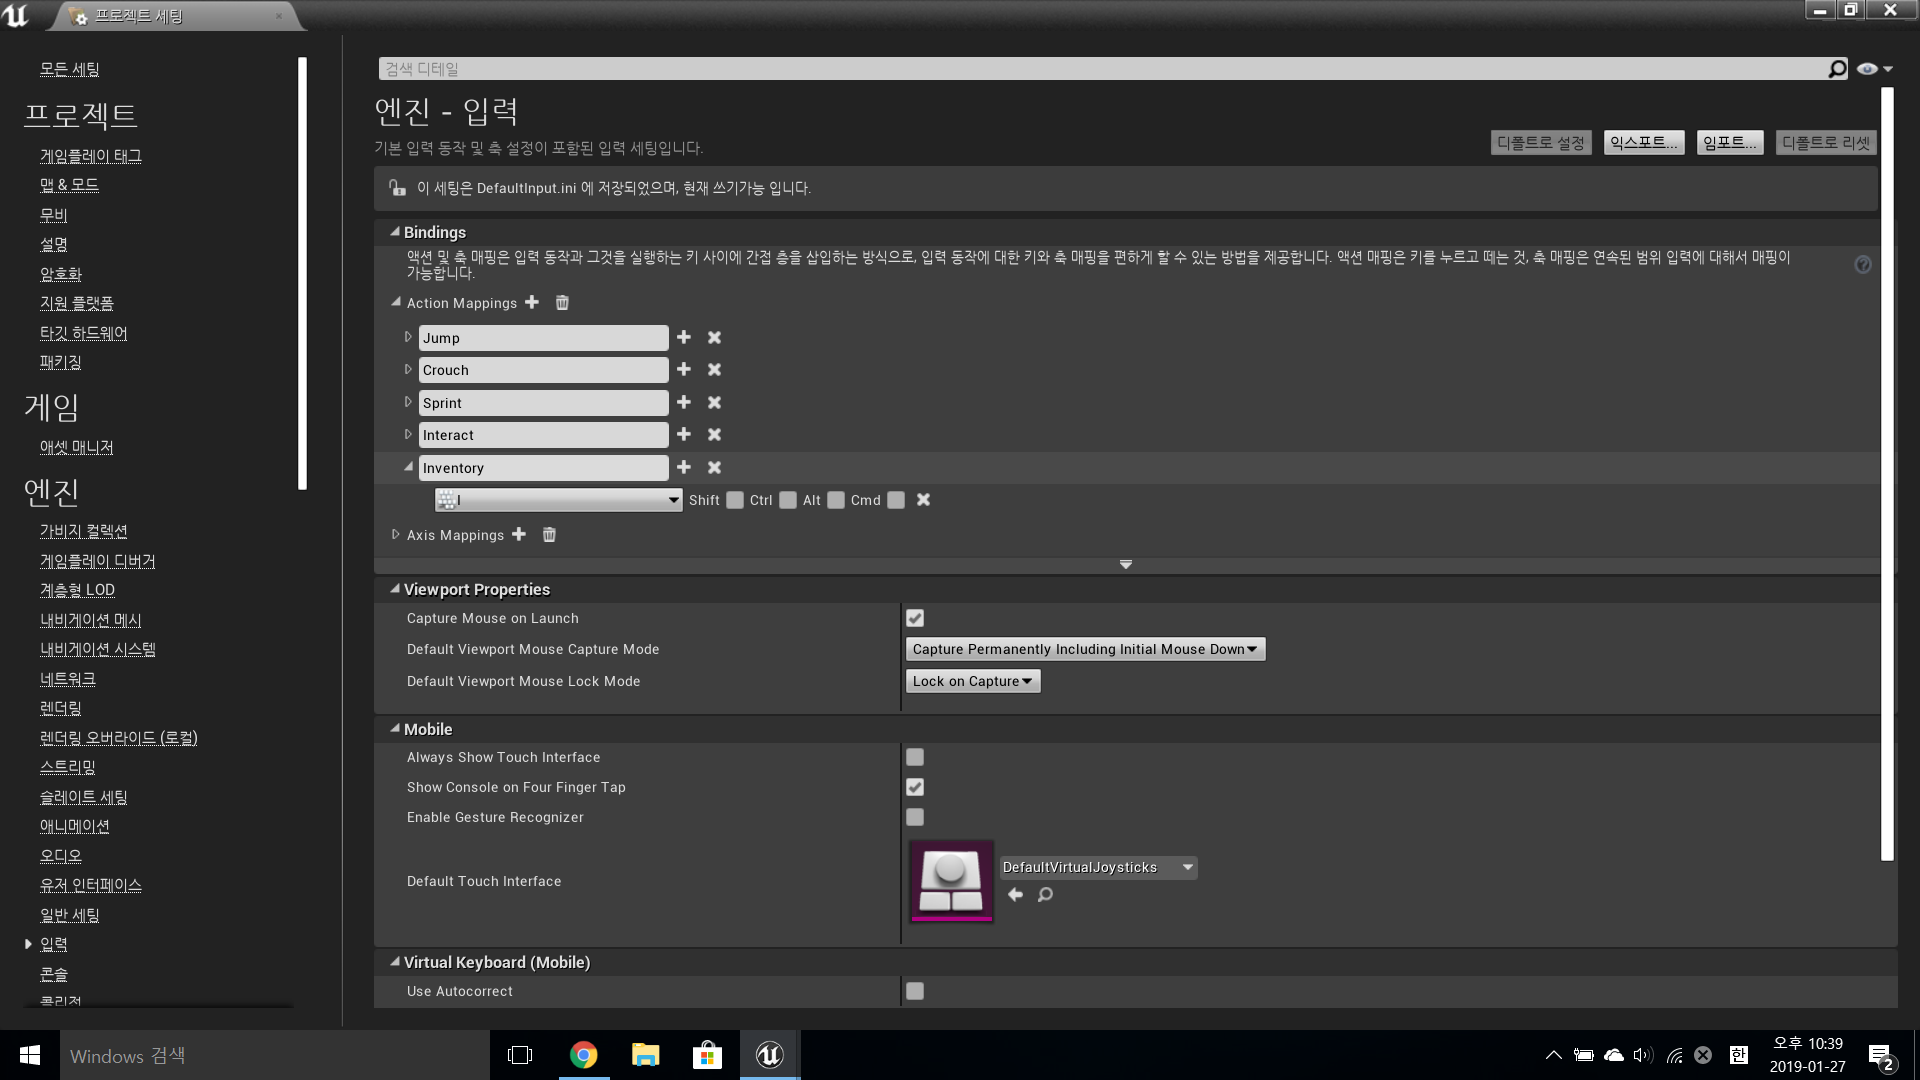 프로젝트 세팅
모든 세팅
프로젝트
게임플레이 태그
맵 & 모드
무비
설명
암호화
지원 플랫폼
타깃 하드웨어
패키징
게임
애셋 매니저
엔진
가비지 컬렉션
게임플레이 디버거
계층형 LOD
내비게이션 메시
내비게이션 시스템
네트워크
렌더링
렌더링 오버라이드 (로컬)
스트리밍
슬레이트 세팅
애니메이션
오디오
유저 인터페이스
일반 세팅
입력
콘솔
쿨리적
검색 디테일
엔진 - 입력
기본 입력 동작 및 축 설정이 포함된 입력 세팅입니다.
디폴트로 설정 익스포트... 임포트... 디폴트로 리셋
이 세팅은 DefaultInput.ini 에 저장되었으며, 현재 쓰기가능 입니다.
Bindings
액션 및 축 매핑은 입력 동작과 그것을 실행하는 키 사이에 간접 층을 삽입하는 방식으로, 입력 동작에 대한 키와 축 매핑을 편하게 할 수 있는 방법을 제공합니다. 액션 매핑은 키를 누르고 떼는 것, 축 매핑은 연속된 범위 입력에 대해서 매핑이
가능합니다.
Action Mappings
Jump
Crouch
Sprint
Interact
Inventory
I Shift Ctrl Alt Cmd
Axis Mappings
Viewport Properties
Capture Mouse on Launch
Default Viewport Mouse Capture Mode Capture Permanently Including Initial Mouse Down
Default Viewport Mouse Lock Mode Lock on Capture
Mobile
Always Show Touch Interface
Show Console on Four Finger Tap
Enable Gesture Recognizer
Default Touch Interface DefaultVirtualJoysticks
Virtual Keyboard (Mobile)
Use Autocorrect
Windows 검색
한
오후 10:39
2019-01-27
2